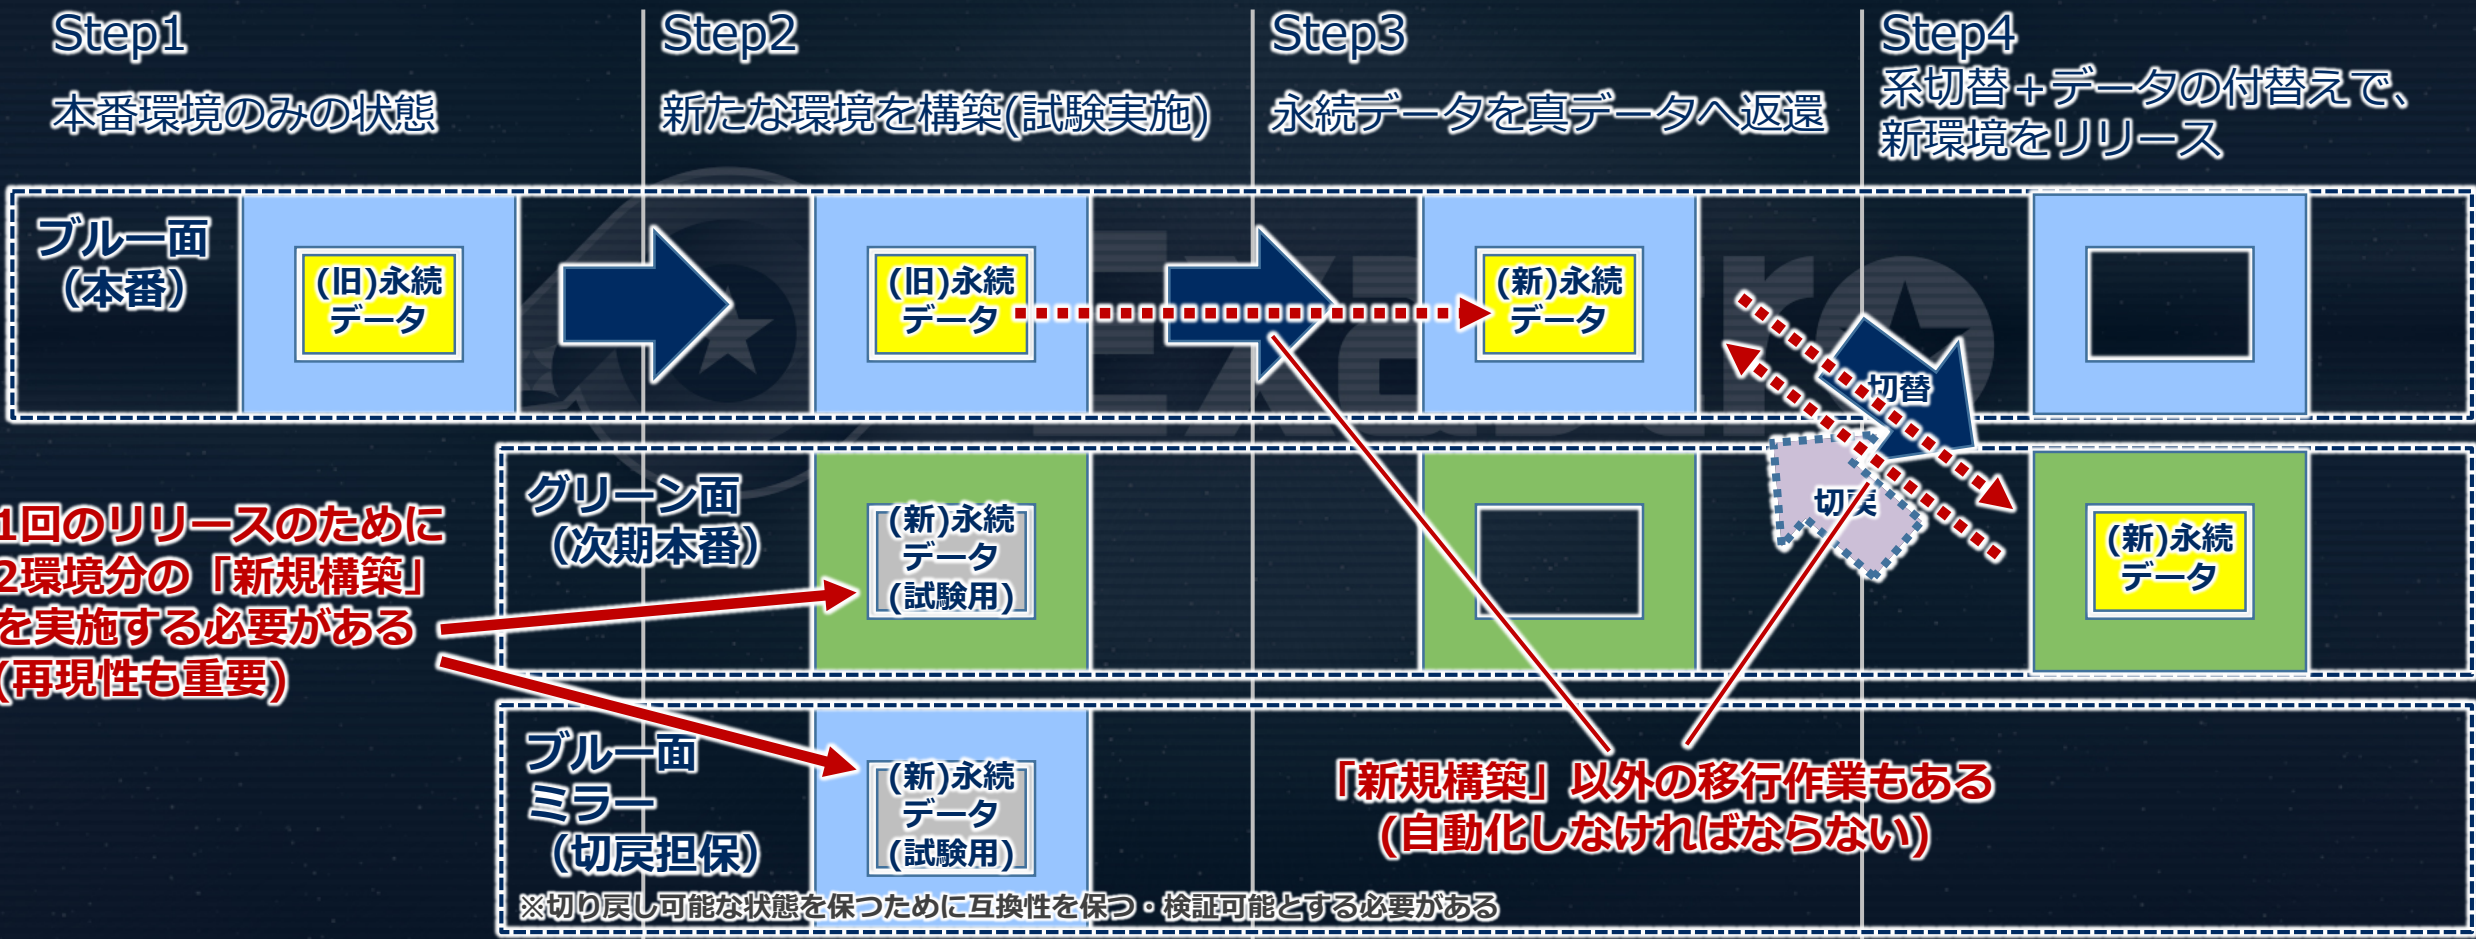 Step1
本番環境のみの状態
Step2
新たな環境を構築(試験実施)
Step3
永続データを真データへ返還
Step4
系切替+データの付替えで、
新環境をリリース
ブルー面
（本番）
(旧)永続
データ
(旧)永続
データ
(新)永続
データ
切替
切戻
グリーン面
（次期本番）
(新)永続
データ
(試験用)
(新)永続
データ
1回のリリースのために
2環境分の「新規構築」
を実施する必要がある
(再現性も重要)
ブルー面
ミラー
（切戻担保）
(新)永続
データ
(試験用)
「新規構築」以外の移行作業もある
(自動化しなければならない)
※切り戻し可能な状態を保つために互換性を保つ・検証可能とする必要がある